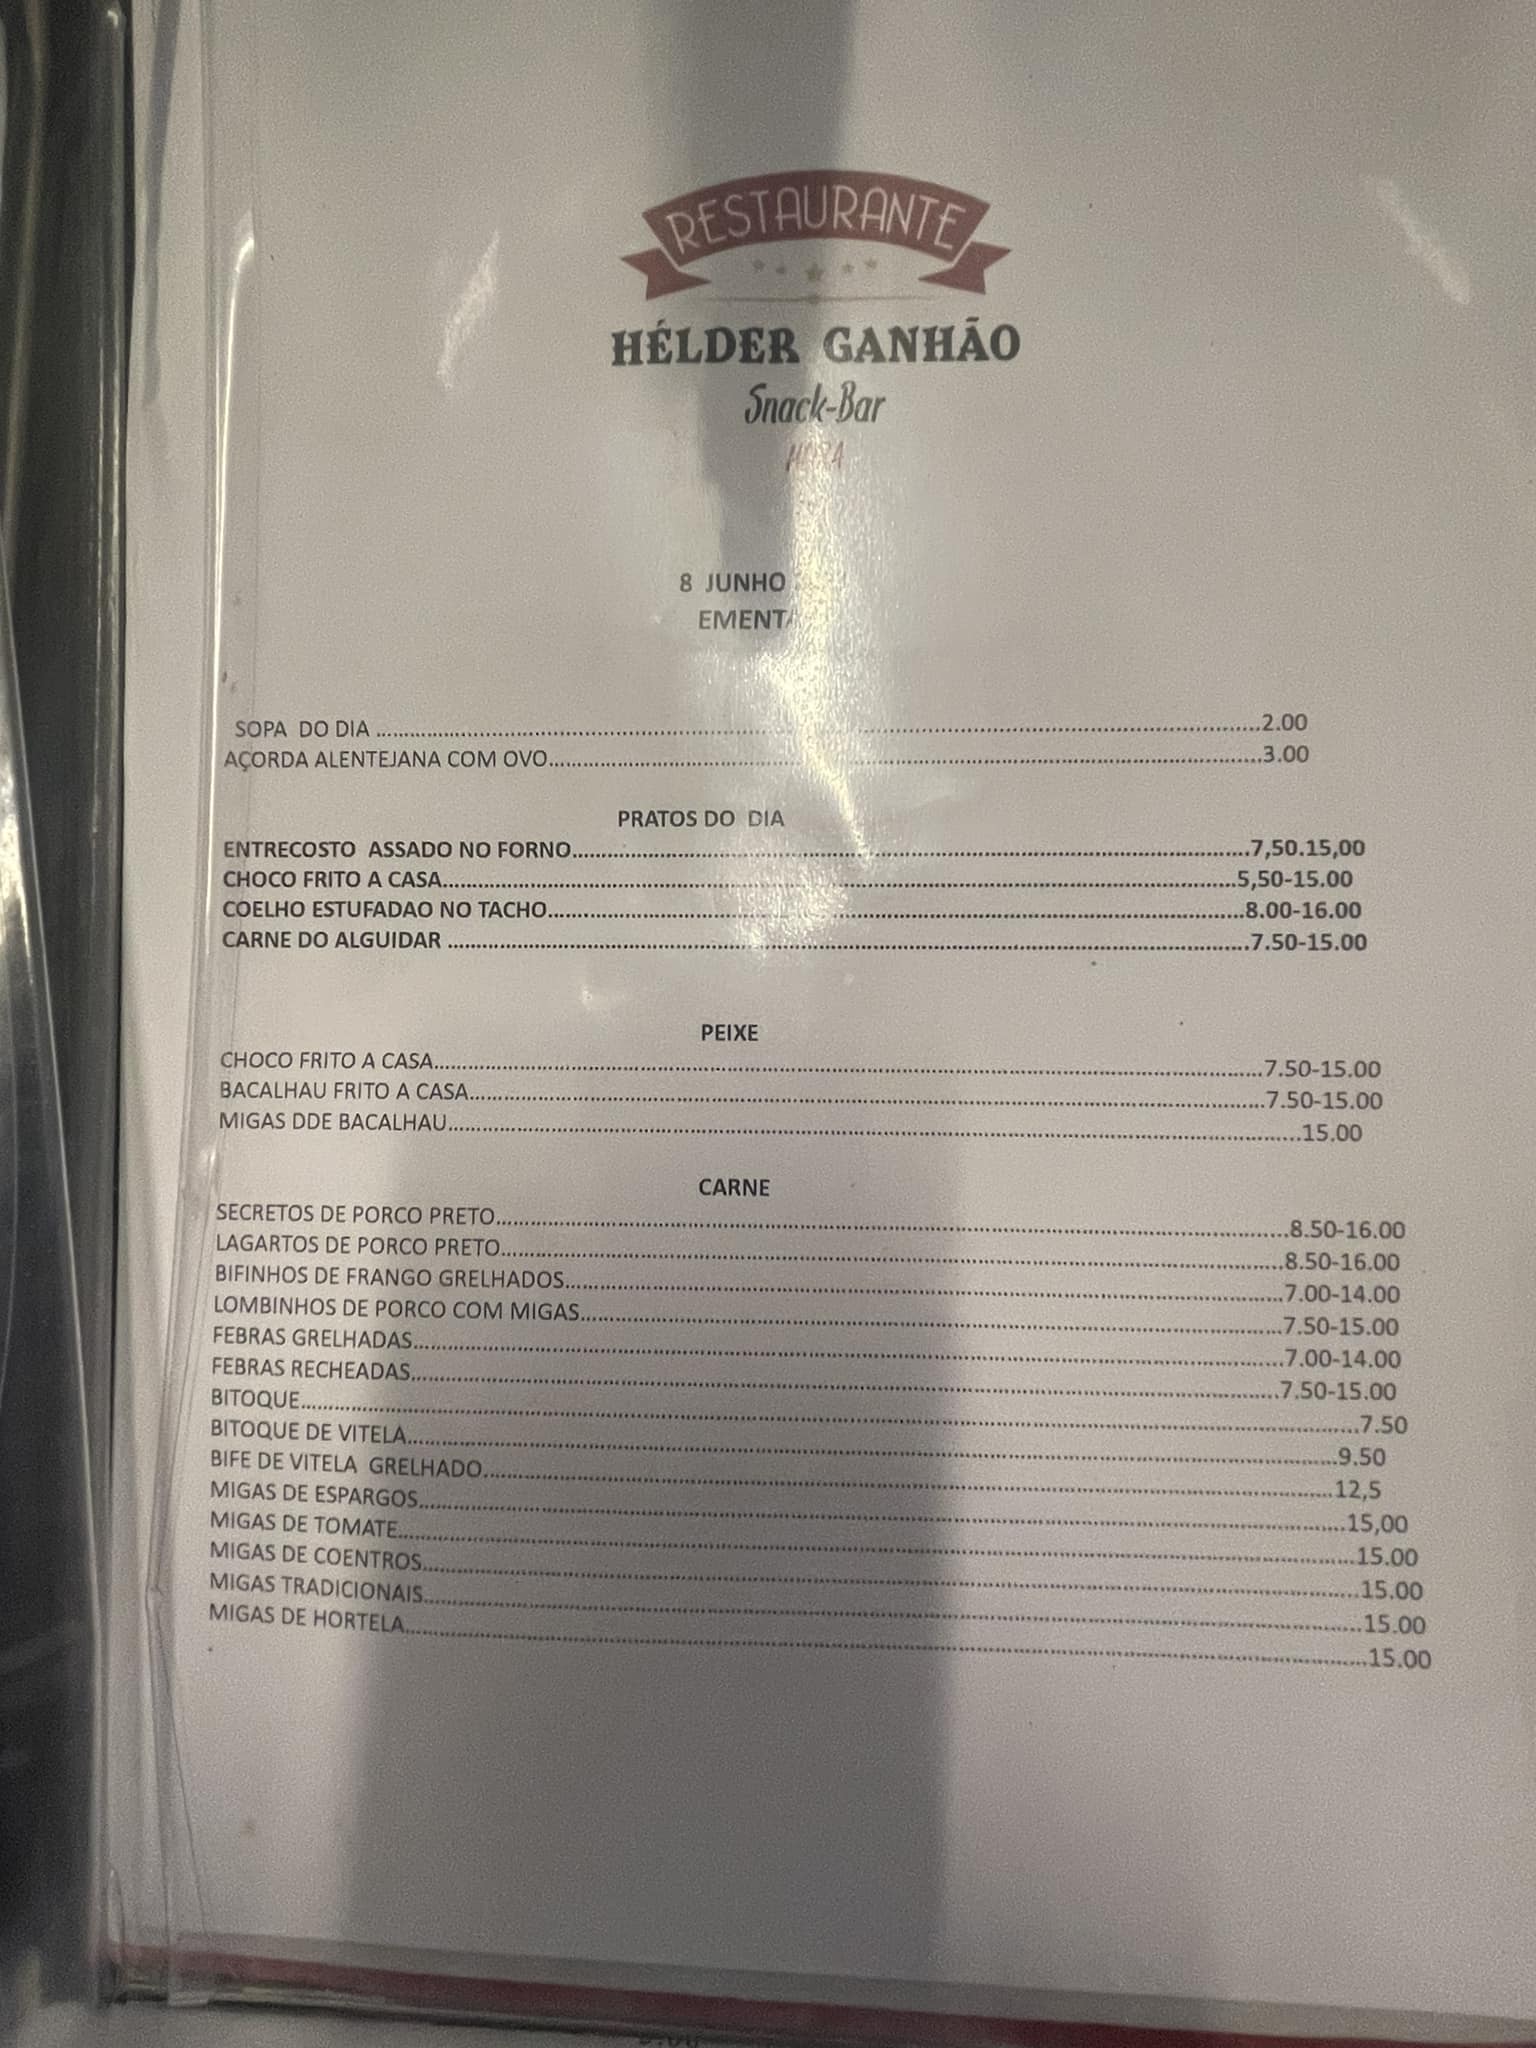 RESTAURANTE
HÉLDER GANHÃO
Snack-Bar
8 JUNHO
EMENTA
SOPA DO DIA ........................................2.00
AÇORDA ALENTEJANA COM OVO........................................3.00
PRATOS DO DIA
ENTRECOSTO ASSADO NO FORNO........................................7,50.15,00
CHOCO FRITO A CASA........................................5,50-15.00
COELHO ESTUFADAO NO TACHO........................................8.00-16.00
CARNE DO ALGUIDAR ........................................7.50-15.00
PEIXE
CHOCO FRITO A CASA........................................7.50-15.00
BACALHAU FRITO A CASA........................................7.50-15.00
MIGAS DDE BACALHAU........................................15.00
CARNE
SECRETOS DE PORCO PRETO........................................8.50-16.00
LAGARTOS DE PORCO PRETO........................................8.50-16.00
BIFINHOS DE FRANGO GRELHADOS........................................7.00-14.00
LOMBINHOS DE PORCO COM MIGAS........................................7.50-15.00
FEBRAS GRELHADAS........................................7.00-14.00
FEBRAS RECHEADAS........................................7.50-15.00
BITOQUE........................................7.50
BITOQUE DE VITELA........................................9.50
BIFE DE VITELA GRELHADO........................................12,5
MIGAS DE ESPARGOS........................................15,00
MIGAS DE TOMATE........................................15.00
MIGAS DE COENTROS........................................15.00
MIGAS TRADICIONAIS........................................15.00
MIGAS DE HORTELA........................................15.00